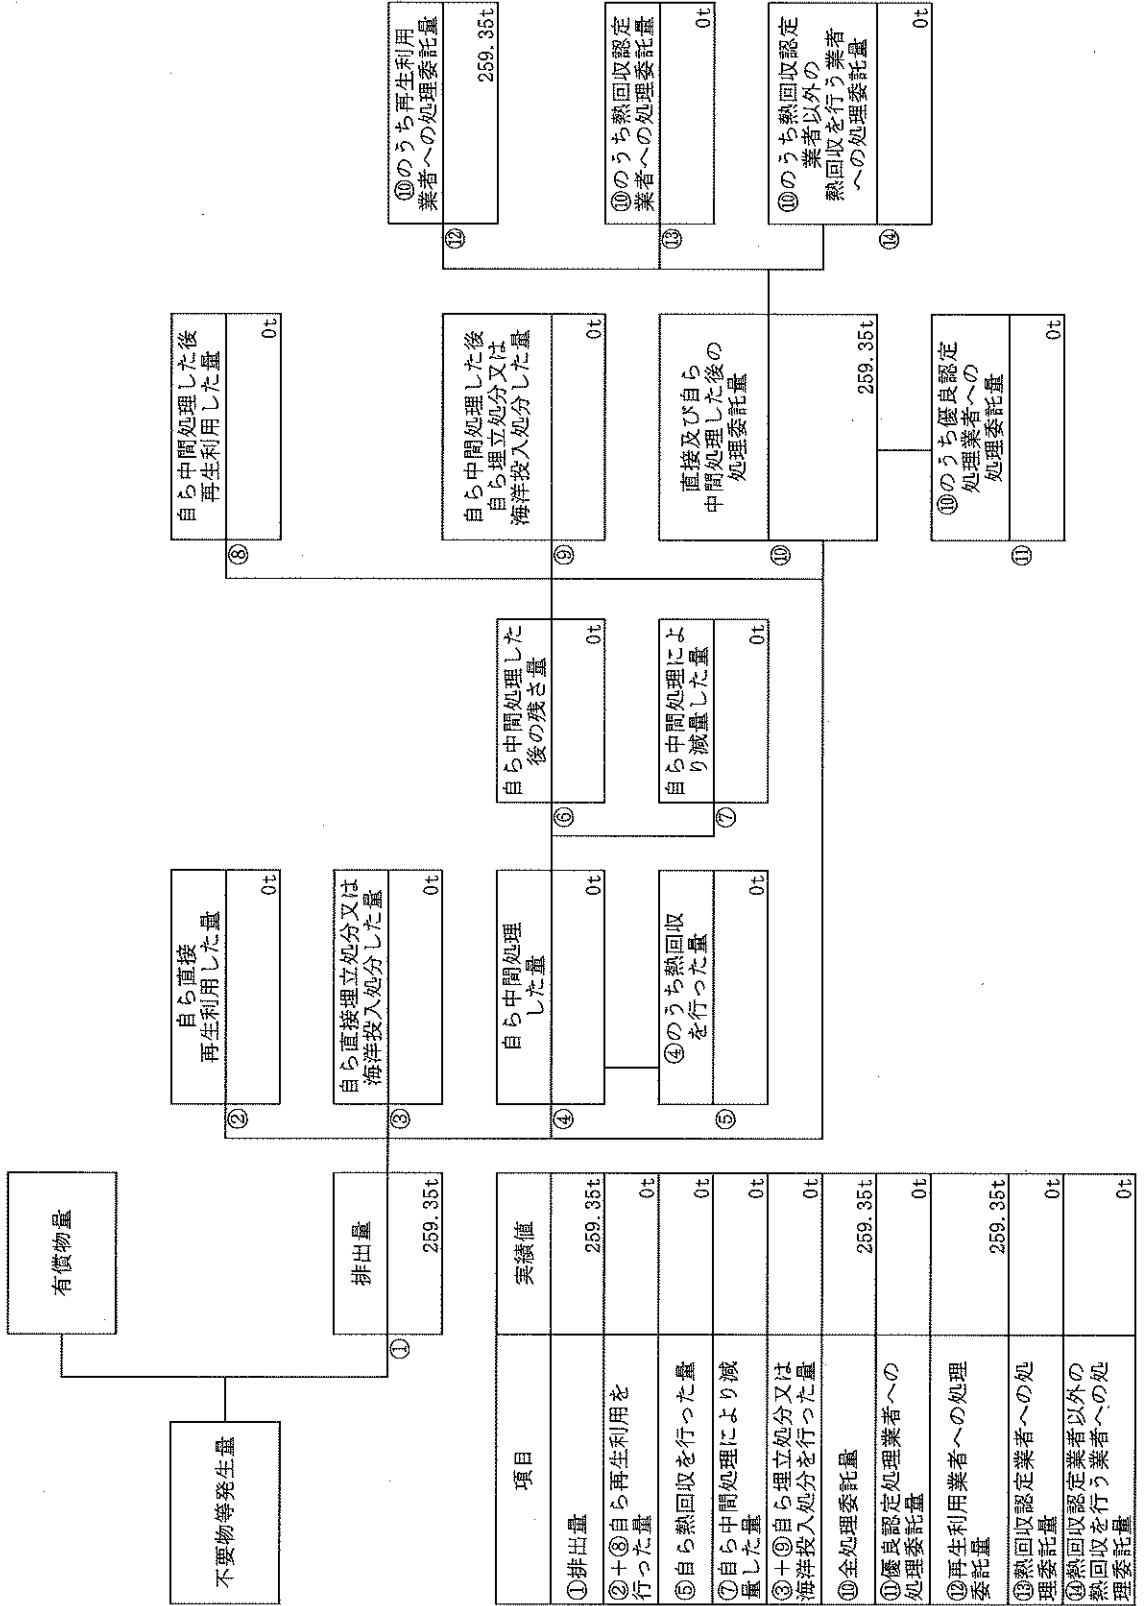 不要物等発生量
有償物量
排出量
①
259.35t
自ら直接
再生利用した量
②
0t
自ら直接埋立処分又は
海洋投入処分した量
③
0t
自ら中間処理
した量
④
0t
④のうち熱回収
を行った量
⑤
0t
自ら中間処理した
後の残さ量
⑥
0t
自ら中間処理によ
り減量した量
⑦
0t
自ら中間処理した後
再生利用した量
⑧
0t
自ら中間処理した後
自ら埋立処分又は
海洋投入処分した量
⑨
0t
直接及び自ら
中間処理した後の
処理委託量
⑩
259.35t
⑩のうち優良認定
処理業者への
処理委託量
⑪
0t
⑩のうち再生利用
業者への処理委託量
⑫
259.35t
⑩のうち熱回収認定
業者への処理委託量
⑬
0t
⑩のうち熱回収認定
業者以外の
熱回収を行う業者
への処理委託量
⑭
0t
項目 実績値
①排出量 259.35t
②+⑧自ら再生利用を
行った量 0t
⑤自ら熱回収を行った量 0t
⑦自ら中間処理により減
量した量 0t
③+⑨自ら埋立処分又は
海洋投入処分を行った量 0t
⑩全処理委託量 259.35t
⑪優良認定処理業者への
処理委託量 0t
⑫再生利用業者への処理
委託量 259.35t
⑬熱回収認定業者への処
理委託量 0t
⑭熱回収認定業者以外の
熱回収を行う業者への処
理委託量 0t